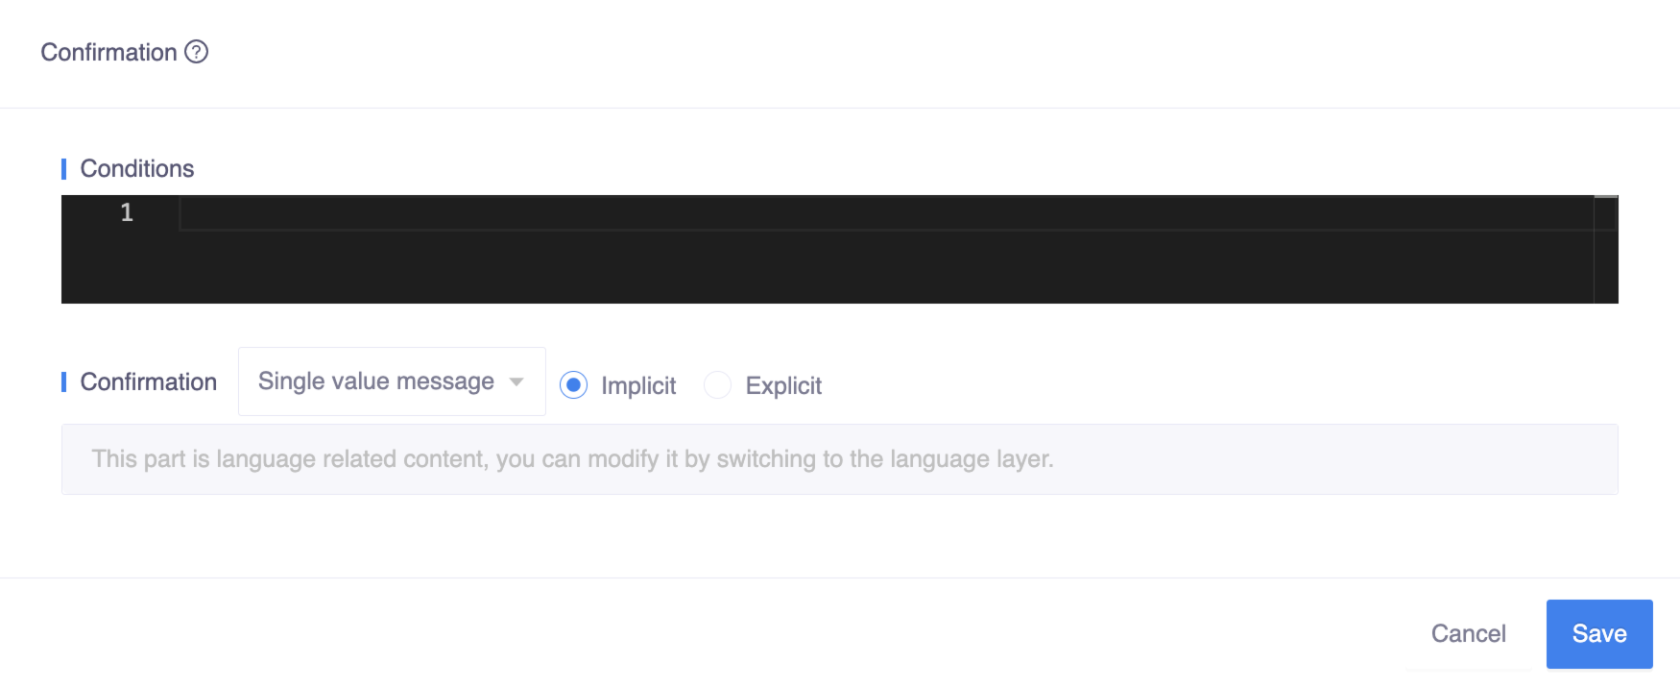 Confirmation ?
Conditions
1
Confirmation Single value message Implicit Explicit
This part is language related content, you can modify it by switching to the language layer.
Cancel Save